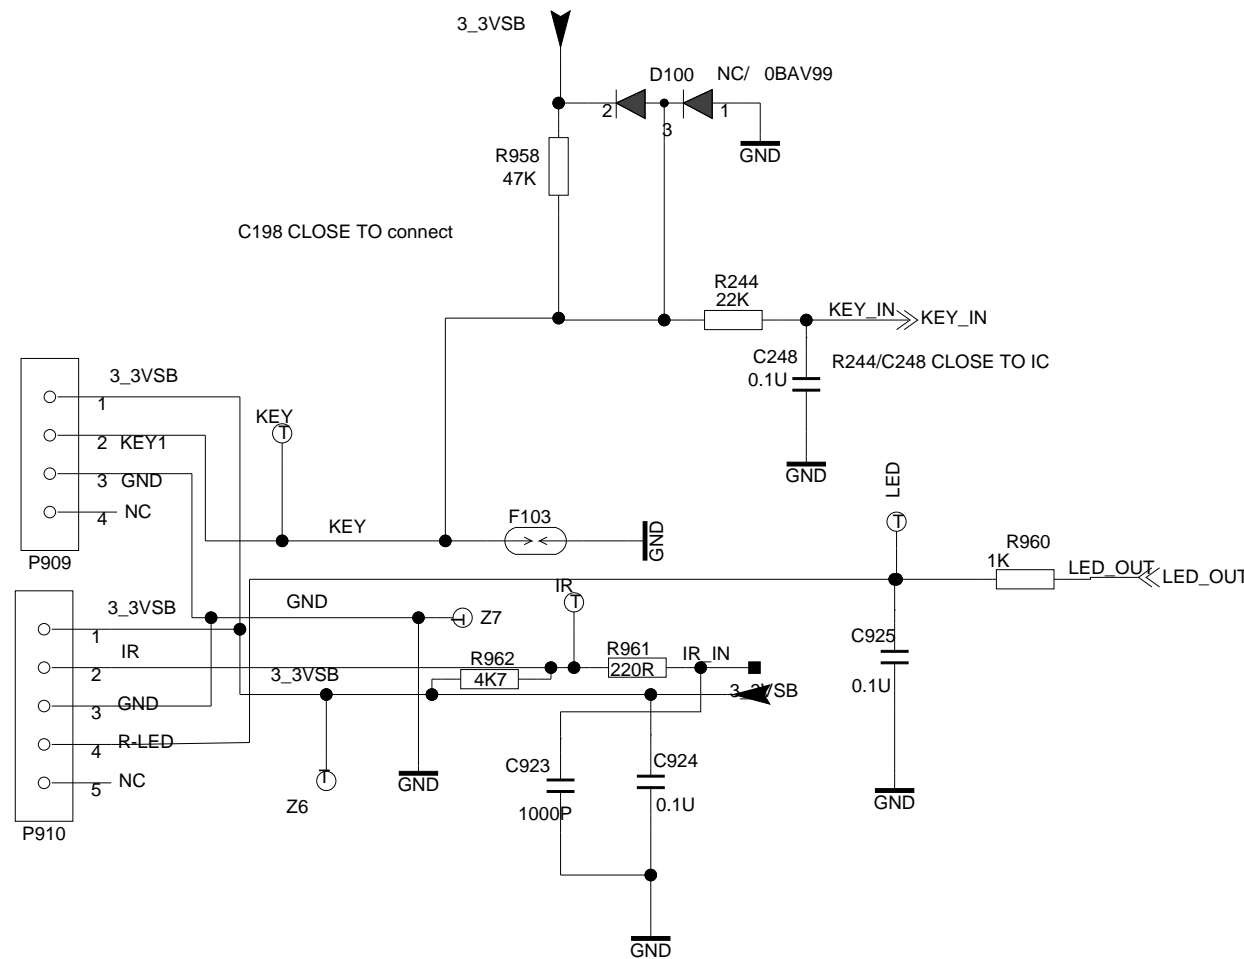 3_3VSB
D100 NC/ 0BAV99
2 1
3
GND
R958
47K
C198 CLOSE TO connect
R244
22K
KEY_IN KEY_IN
C248
0.1U
R244/C248 CLOSE TO IC
GND
3_3VSB
1
2 KEY1
3 GND
4 NC
P909
KEY
T
KEY
F103
GND
LED
T
R960
1K
LED_OUT LED_OUT
C925
0.1U
GND
3_3VSB
1
IR
2
3 GND
4 R-LED
5 NC
P910
GND
T Z7
IR
T
R962
4K7
R961
220R
IR_IN
3_3VSB
3_3VSB
T
Z6
GND
C923
1000P
C924
0.1U
GND